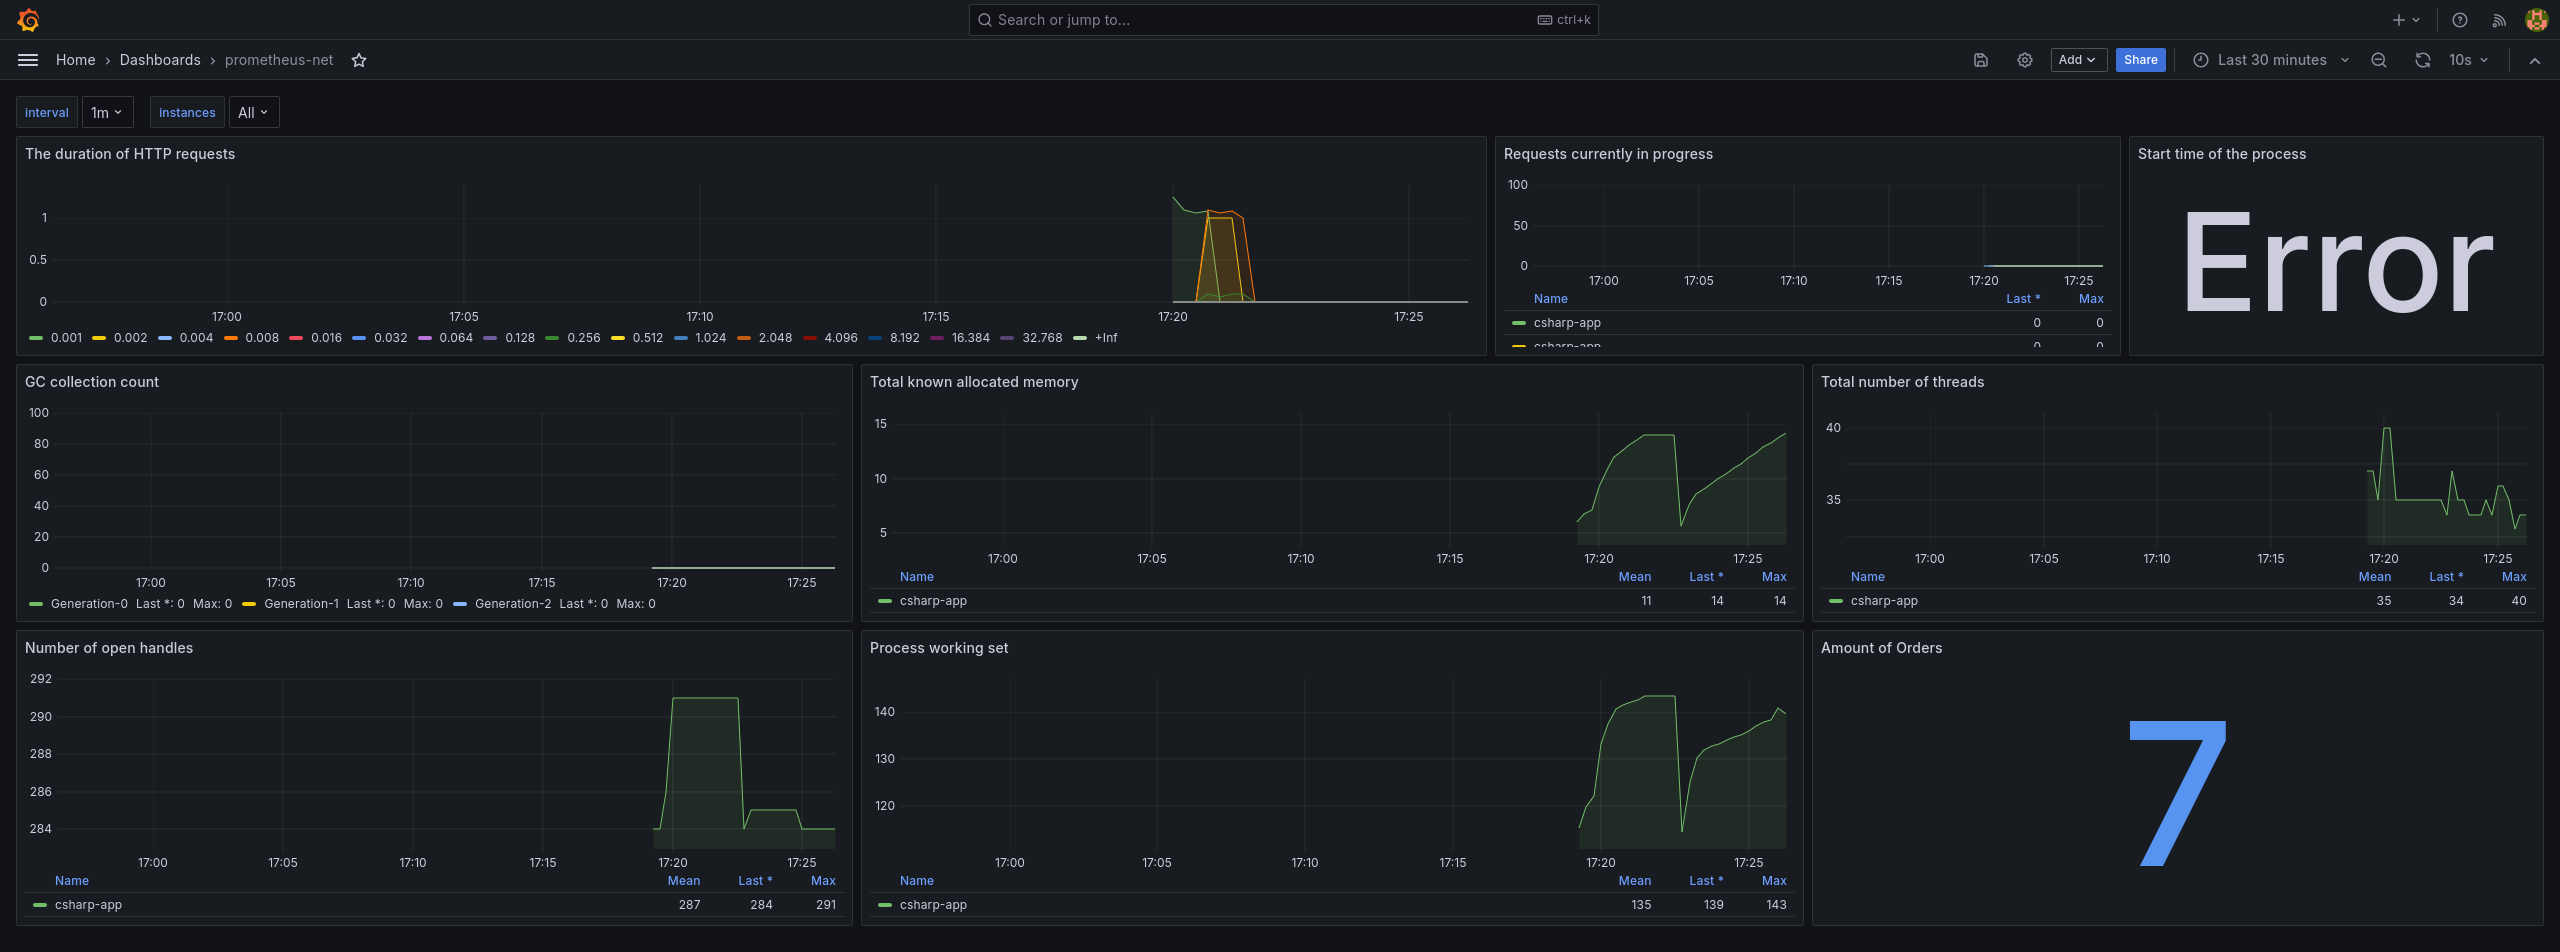 Search or jump to... ctrl+k
Home › Dashboards › prometheus-net Add Share Last 30 minutes 10s
interval 1m instances All
The duration of HTTP requests
1
0.5
0
17:00 17:05 17:10 17:15 17:20 17:25
0.001 0.002 0.004 0.008 0.016 0.032 0.064 0.128 0.256 0.512 1.024 2.048 4.096 8.192 16.384 32.768 +Inf
Requests currently in progress
100
50
0
17:00 17:05 17:10 17:15 17:20 17:25
Name Last * Max
csharp-app 0 0
csharp-app 0 0
Start time of the process
Error
GC collection count
100
80
60
40
20
0
17:00 17:05 17:10 17:15 17:20 17:25
Generation-0 Last *: 0 Max: 0 Generation-1 Last *: 0 Max: 0 Generation-2 Last *: 0 Max: 0
Total known allocated memory
15
10
5
17:00 17:05 17:10 17:15 17:20 17:25
Name Mean Last * Max
csharp-app 11 14 14
Total number of threads
40
35
17:00 17:05 17:10 17:15 17:20 17:25
Name Mean Last * Max
csharp-app 35 34 40
Number of open handles
292
290
288
286
284
17:00 17:05 17:10 17:15 17:20 17:25
Name Mean Last * Max
csharp-app 287 284 291
Process working set
140
130
120
17:00 17:05 17:10 17:15 17:20 17:25
Name Mean Last * Max
csharp-app 135 139 143
Amount of Orders
7